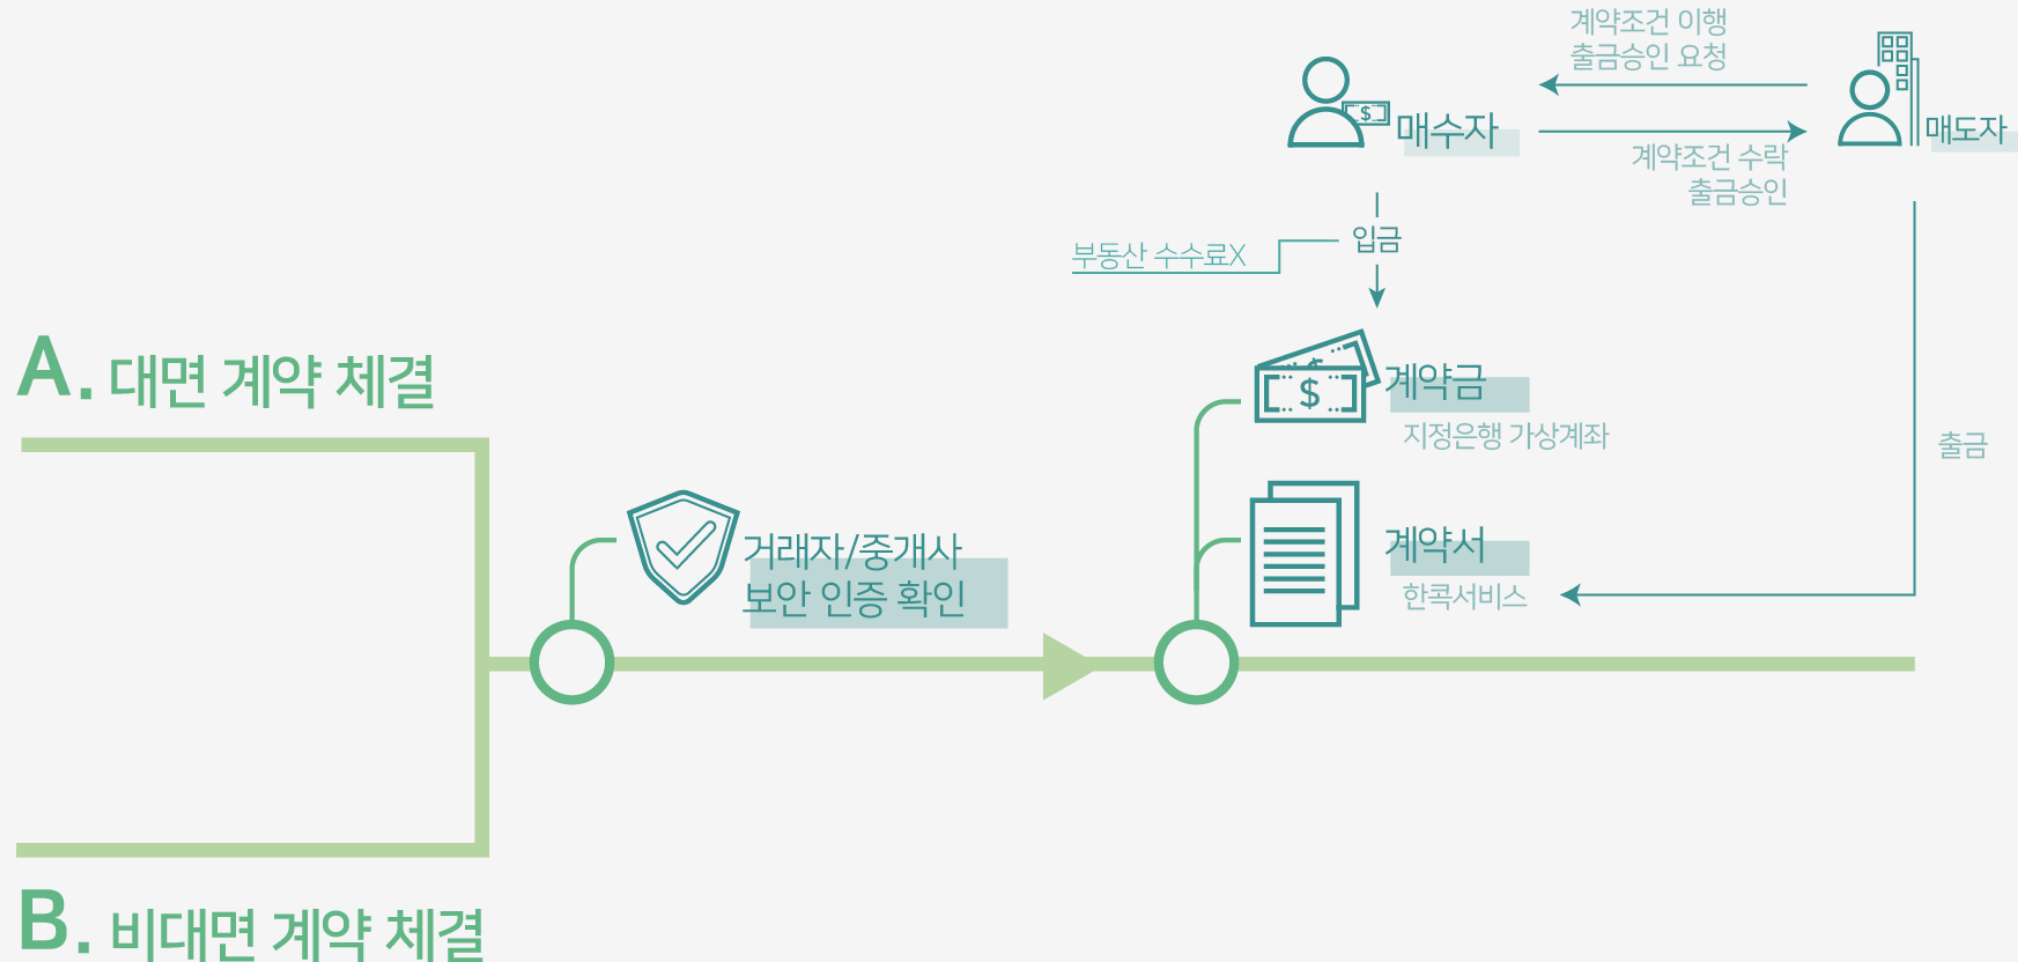 계약조건 이행
출금승인 요청
매수자
매도자
계약조건 수락
출금승인
입금
부동산 수수료X
A. 대면 계약 체결
계약금
지정은행 가상계좌
출금
거래자/중개사
보안 인증 확인
계약서
한콕서비스
B. 비대면 계약 체결